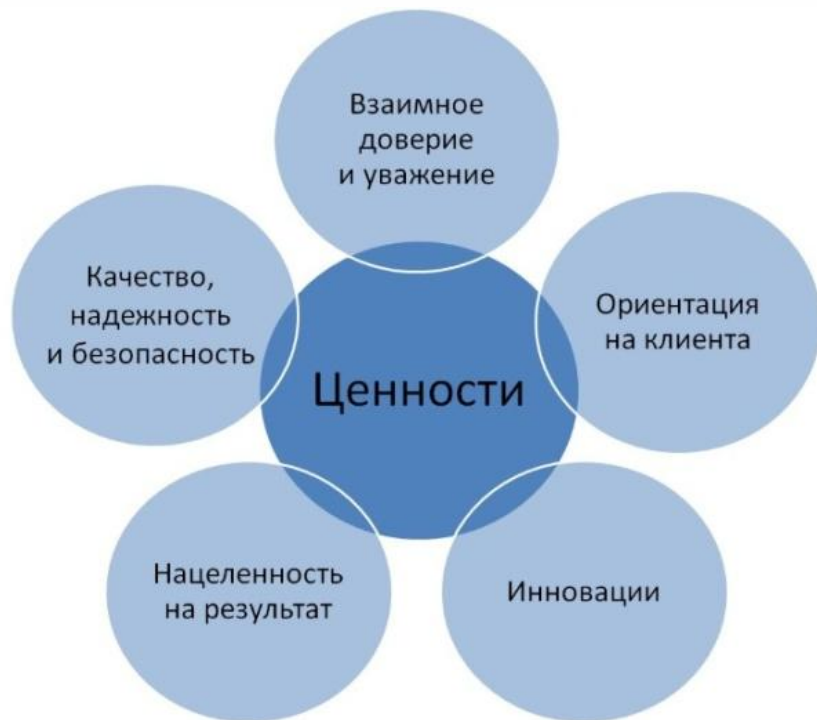 Взаимное
доверие
и уважение
Качество,
надежность
и безопасность
Ориентация
на клиента
Ценности
Нацеленность
на результат
Инновации